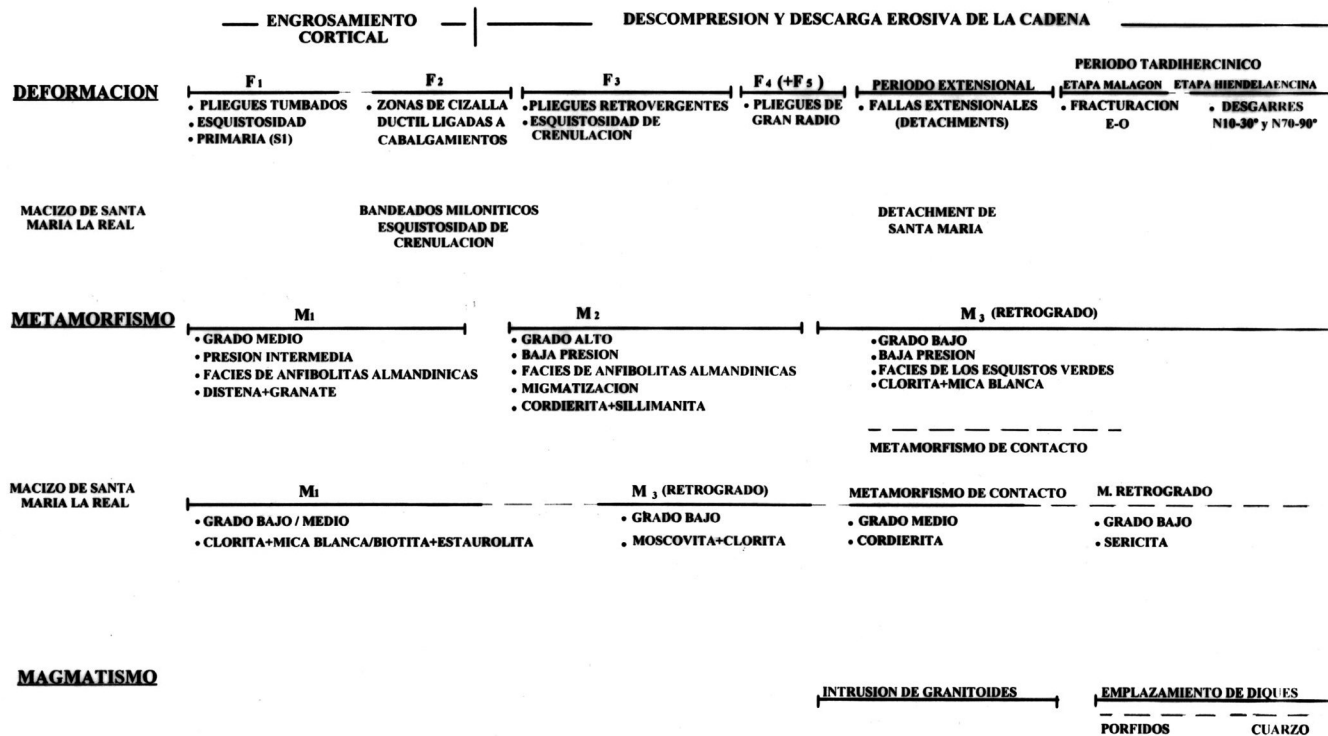 ENGROSAMIENTO
CORTICAL
DESCOMPRESION Y DESCARGA EROSIVA DE LA CADENA
DEFORMACION
F1
• PLIEGUES TUMBADOS
• ESQUISTOSIDAD
• PRIMARIA (S1)
F2
• ZONAS DE CIZALLA
DUCTIL LIGADAS A
CABALGAMIENTOS
F3
• PLIEGUES RETROVERGENTES
• ESQUISTOSIDAD DE
CRENULACION
F4 (+F5)
• PLIEGUES DE
GRAN RADIO
PERIODO EXTENSIONAL
• FALLAS EXTENSIONALES
(DETACHMENTS)
PERIODO TARDIHERCINICO
ETAPA MALAGON
• FRACTURACION
E-O
ETAPA HIENDELAENCINA
• DESGARRES
N10-30° y N70-90°
MACIZO DE SANTA
MARIA LA REAL
BANDEADOS MILONITICOS
ESQUISTOSIDAD DE
CRENULACION
DETACHMENT DE
SANTA MARIA
METAMORFISMO
M1
• GRADO MEDIO
• PRESION INTERMEDIA
• FACIES DE ANFIBOLITAS ALMANDINICAS
• DISTENA+GRANATE
M2
• GRADO ALTO
• BAJA PRESION
• FACIES DE ANFIBOLITAS ALMANDINICAS
• MIGMATIZACION
• CORDIERITA+SILLIMANITA
M3 (RETROGRADO)
• GRADO BAJO
• BAJA PRESION
• FACIES DE LOS ESQUISTOS VERDES
• CLORITA+MICA BLANCA
METAMORFISMO DE CONTACTO
MACIZO DE SANTA
MARIA LA REAL
M1
• GRADO BAJO / MEDIO
• CLORITA+MICA BLANCA/BIOTITA+ESTAUROLITA
M3 (RETROGRADO)
• GRADO BAJO
• MOSCOVITA+CLORITA
METAMORFISMO DE CONTACTO
• GRADO MEDIO
• CORDIERITA
M. RETROGRADO
• GRADO BAJO
• SERICITA
MAGMATISMO
INTRUSION DE GRANITOIDES
EMPLAZAMIENTO DE DIQUES
PORFIDOS
CUARZO